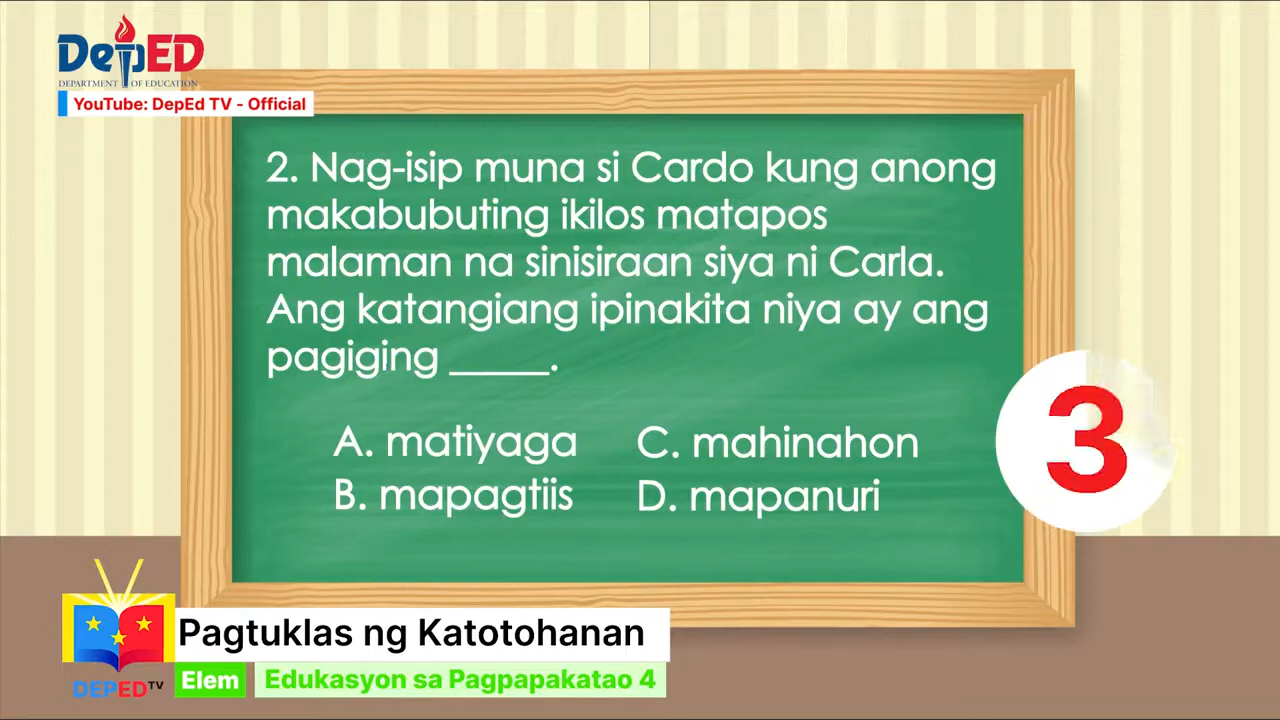 DepED
DEPARTMENT OF EDUCATION
YouTube: DepEd TV - Official
2. Nag-isip muna si Cardo kung anong
makabubuting ikilos matapos
malaman na sinisiraan siya ni Carla.
Ang katangiang ipinakita niya ay ang
pagiging _____.
A. matiyaga
B. mapagtiis
C. mahinahon
D. mapanuri
3
Pagtuklas ng Katotohanan
DEPED TV
Elem
Edukasyon sa Pagpapakatao 4